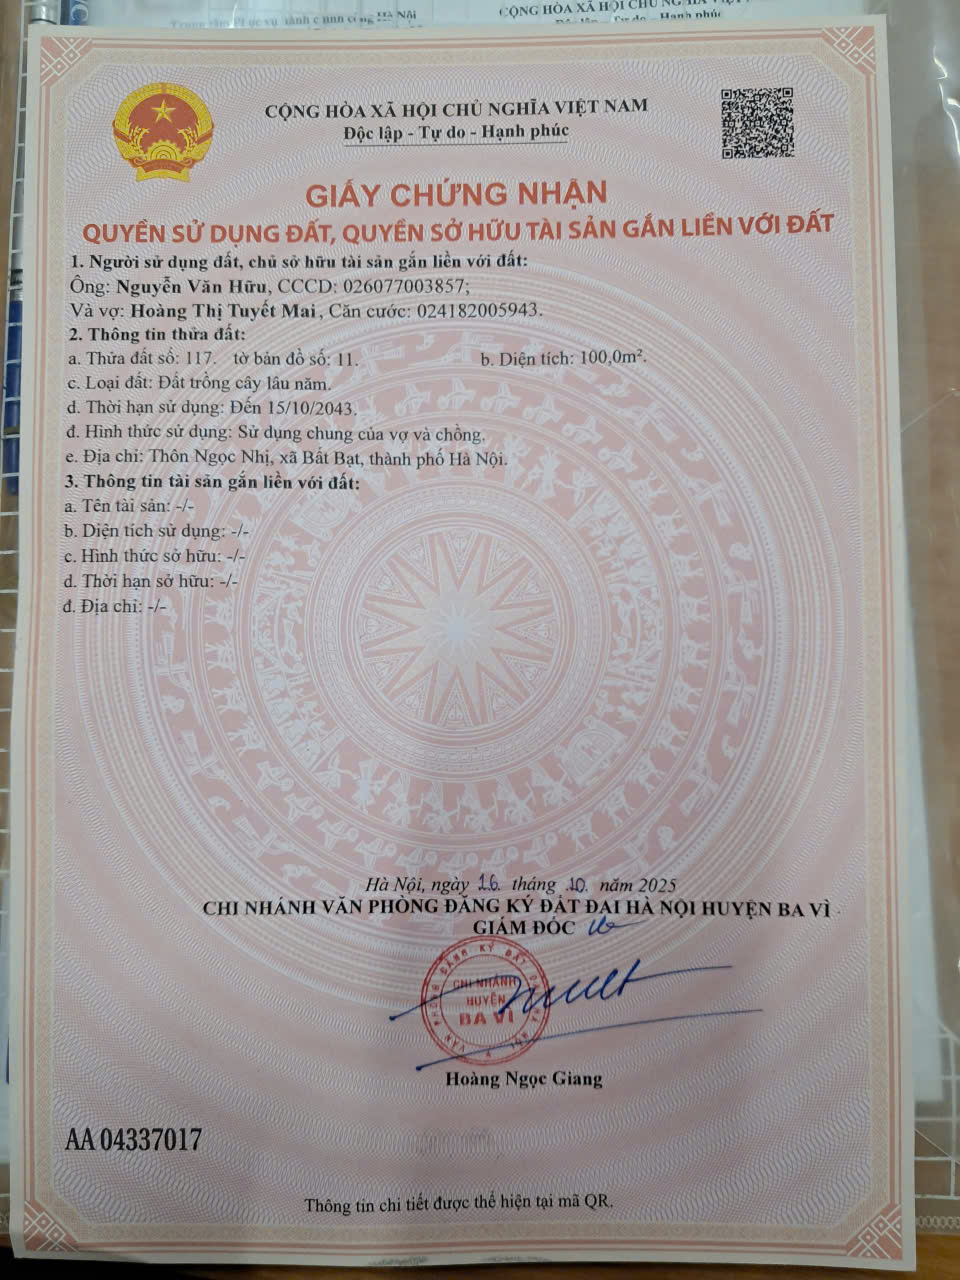 CỘNG HÒA XÃ HỘI CHỦ NGHĨA VIỆT NAM
Độc lập - Tự do - Hạnh phúc
GIẤY CHỨNG NHẬN
QUYỀN SỬ DỤNG ĐẤT, QUYỀN SỞ HỮU TÀI SẢN GẮN LIỀN VỚI ĐẤT
1. Người sử dụng đất, chủ sở hữu tài sản gắn liền với đất:
Ông: Nguyễn Văn Hữu, CCCD: 026077003857;
Và vợ: Hoàng Thị Tuyết Mai, Căn cước: 024182005943.
2. Thông tin thửa đất:
a. Thửa đất số: 117. tờ bản đồ số: 11. b. Diện tích: 100,0m².
c. Loại đất: Đất trồng cây lâu năm.
d. Thời hạn sử dụng: Đến 15/10/2043.
đ. Hình thức sử dụng: Sử dụng chung của vợ và chồng.
e. Địa chỉ: Thôn Ngọc Nhị, xã Bất Bạt, thành phố Hà Nội.
3. Thông tin tài sản gắn liền với đất:
a. Tên tài sản: -/-
b. Diện tích sử dụng: -/-
c. Hình thức sở hữu: -/-
d. Thời hạn sở hữu: -/-
đ. Địa chỉ: -/-
Hà Nội, ngày 16 tháng 10 năm 2025
CHI NHÁNH VĂN PHÒNG ĐĂNG KÝ ĐẤT ĐAI HÀ NỘI HUYỆN BA VÌ
GIÁM ĐỐC
CHI NHÁNH
HUYỆN
BA VÌ
Hoàng Ngọc Giang
AA 04337017
Thông tin chi tiết được thể hiện tại mã QR.